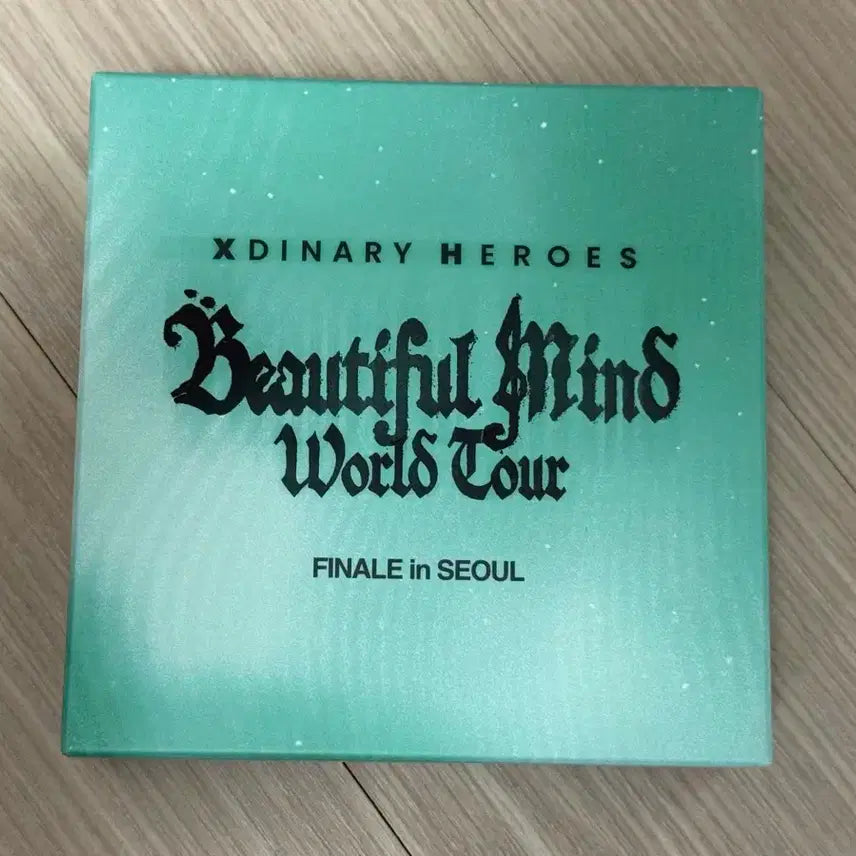 XDINARY HEROES
Beautiful Mind
World Tour
FINALE in SEOUL